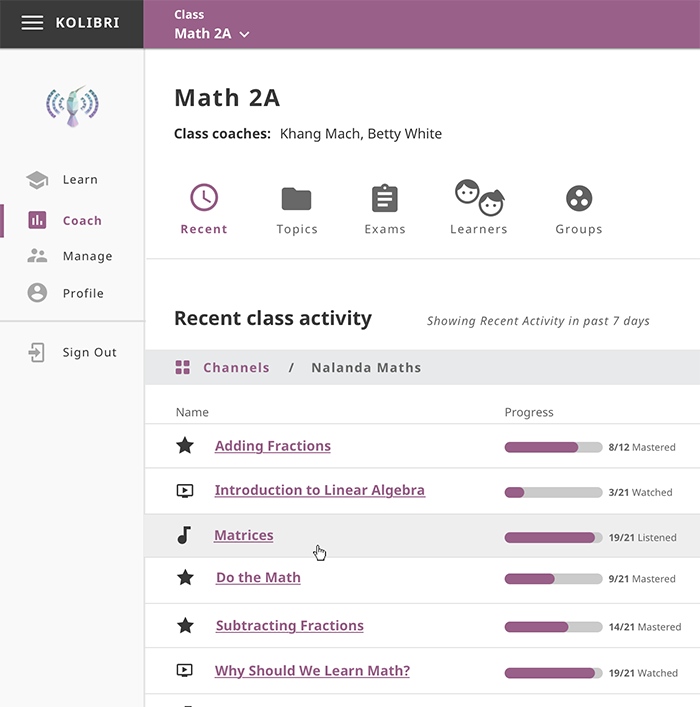 KOLIBRI
Class
Math 2A
Math 2A
Class coaches: Khang Mach, Betty White
Learn
Coach
Manage
Profile
Sign Out
Recent
Topics
Exams
Learners
Groups
Recent class activity
Showing Recent Activity in past 7 days
Channels / Nalanda Maths
Name Progress
Adding Fractions 8/12 Mastered
Introduction to Linear Algebra 3/21 Watched
Matrices 19/21 Listened
Do the Math 9/21 Mastered
Subtracting Fractions 14/21 Mastered
Why Should We Learn Math? 19/21 Watched